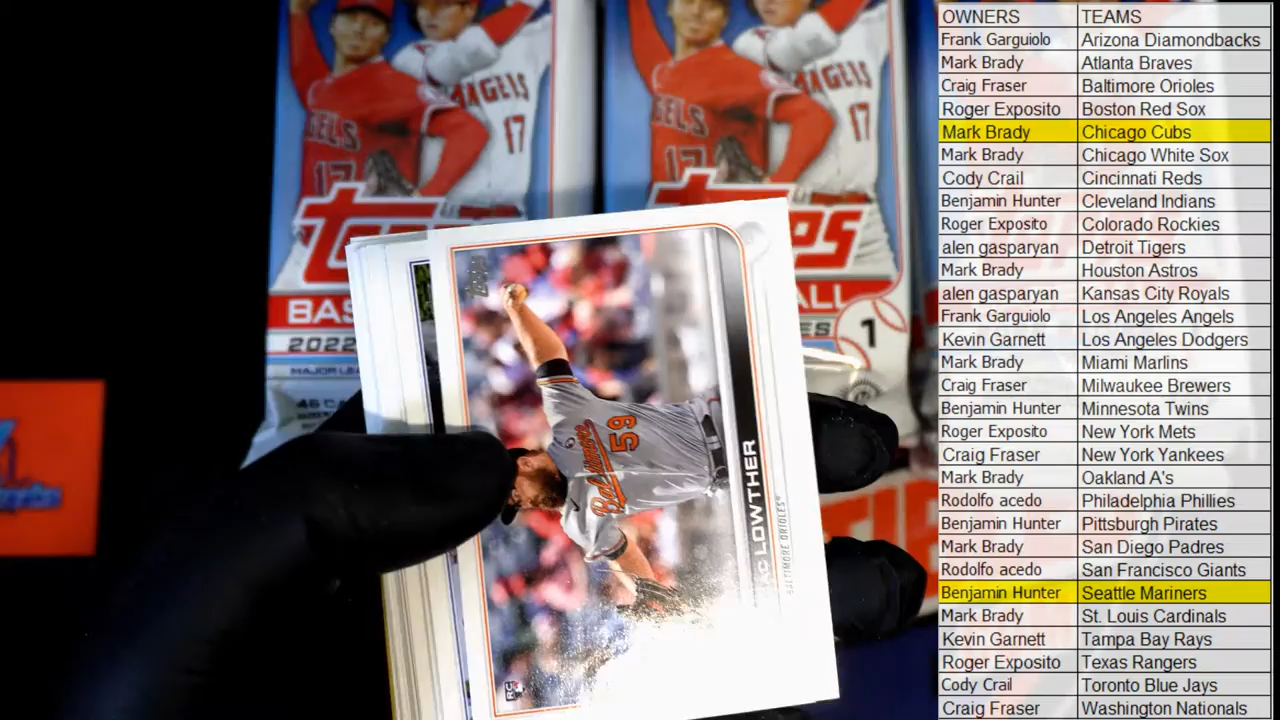 OWNERS TEAMS
Frank Garguiolo Arizona Diamondbacks
Mark Brady Atlanta Braves
Craig Fraser Baltimore Orioles
Roger Exposito Boston Red Sox
Mark Brady Chicago Cubs
Mark Brady Chicago White Sox
Cody Crail Cincinnati Reds
Benjamin Hunter Cleveland Indians
Roger Exposito Colorado Rockies
alen gasparyan Detroit Tigers
Mark Brady Houston Astros
alen gasparyan Kansas City Royals
Frank Garguiolo Los Angeles Angels
Kevin Garnett Los Angeles Dodgers
Mark Brady Miami Marlins
Craig Fraser Milwaukee Brewers
Benjamin Hunter Minnesota Twins
Roger Exposito New York Mets
Craig Fraser New York Yankees
Mark Brady Oakland A's
Rodolfo acedo Philadelphia Phillies
Benjamin Hunter Pittsburgh Pirates
Mark Brady San Diego Padres
Rodolfo acedo San Francisco Giants
Benjamin Hunter Seattle Mariners
Mark Brady St. Louis Cardinals
Kevin Garnett Tampa Bay Rays
Roger Exposito Texas Rangers
Cody Crail Toronto Blue Jays
Craig Fraser Washington Nationals
ANGELS
17
17
ANGELS
17
17
2022
1
LOWTHER
BALTIMORE ORIOLES
Baltimore
59
RC